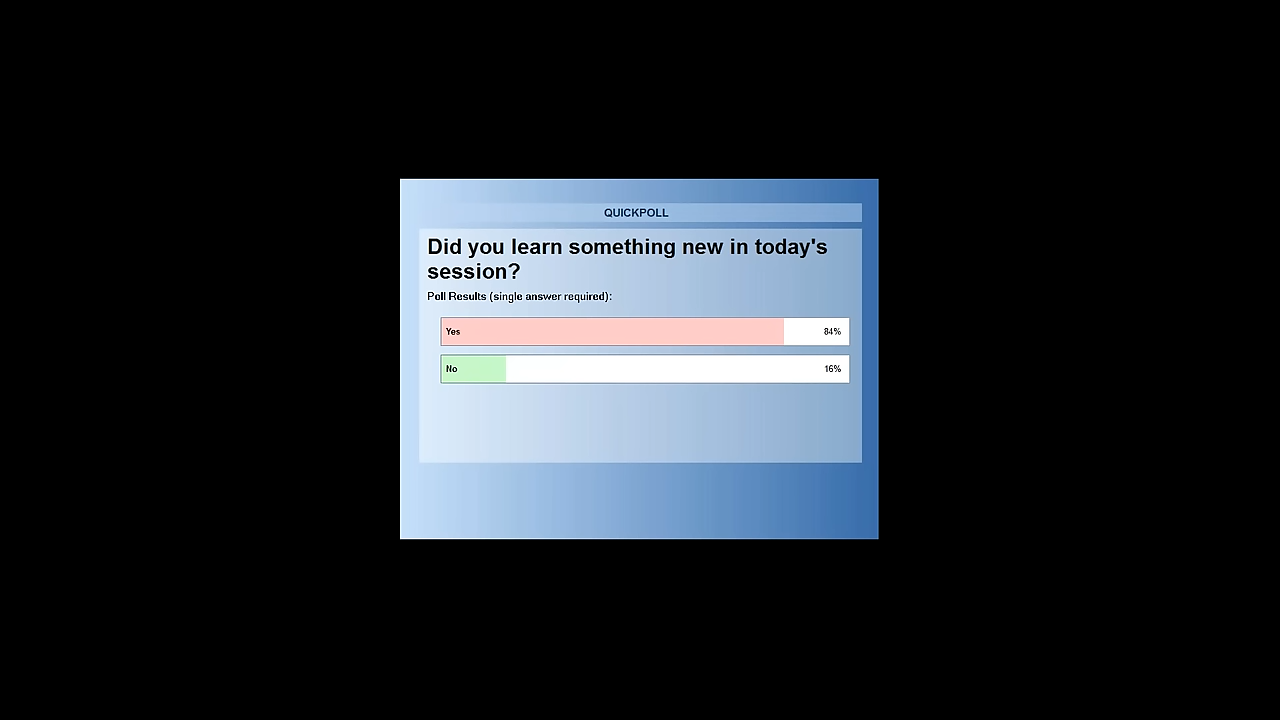 QUICKPOLL
Did you learn something new in today's
session?
Poll Results (single answer required):
Yes 84%
No 16%